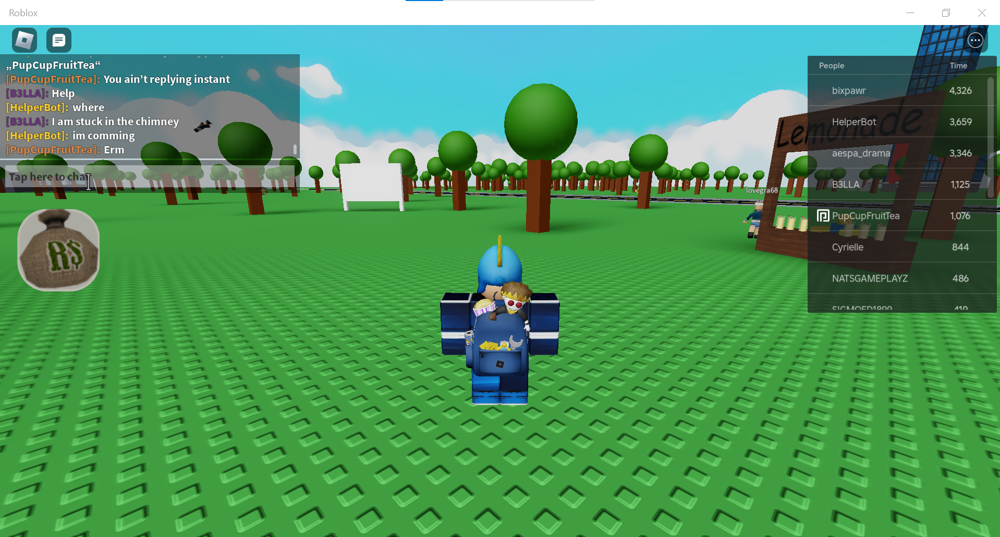 Roblox
„PupCupFruitTea“
[PupCupFruitTea]: You ain’t replying instant
[B3LLA]: Help
[HelperBot]: where
[B3LLA]: I am stuck in the chimney
[HelperBot]: im comming
[PupCupFruitTea]: Erm
Tap here to chat
R$
People Time
bixpawr 4,326
HelperBot 3,659
aespa_drama 3,346
B3LLA 1,125
PupCupFruitTea 1,076
Cyrielle 844
NATSGAMEPLAYZ 486
Lemonade
lovegra68